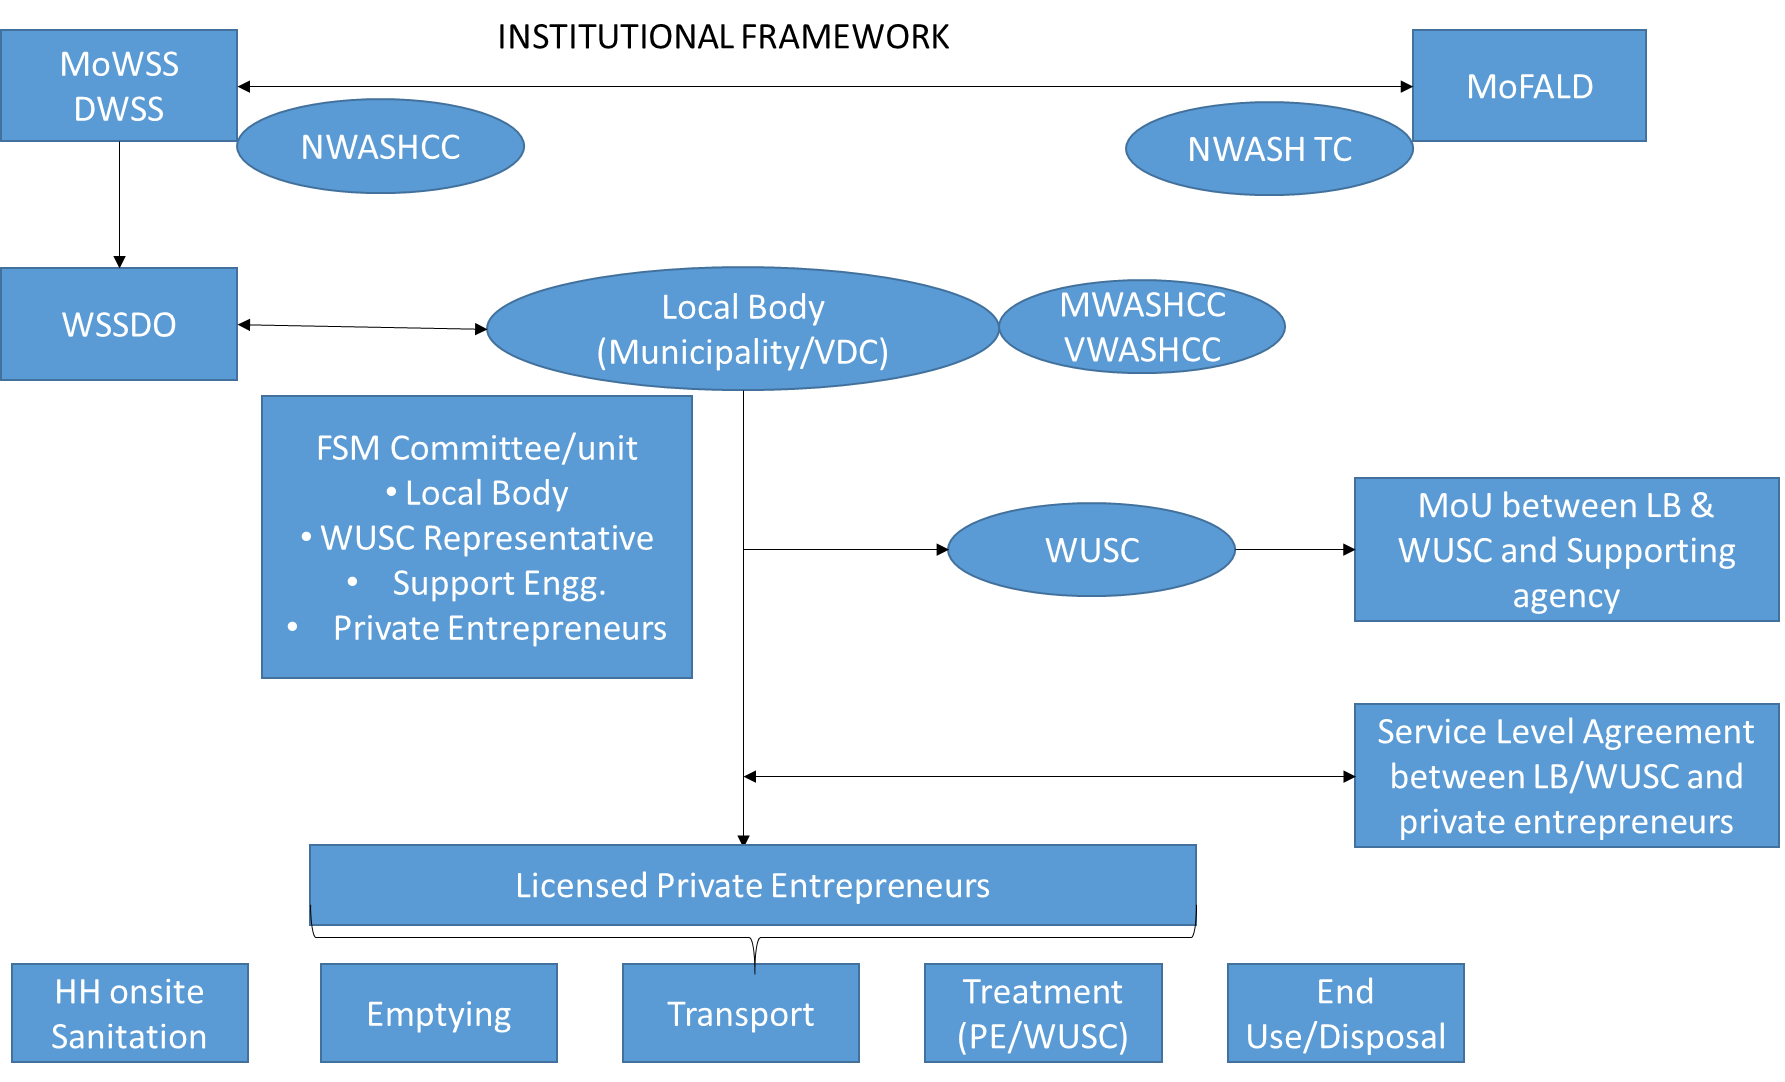 INSTITUTIONAL FRAMEWORK
MoWSS
DWSS
MoFALD
NWASHCC
NWASH TC
WSSDO
Local Body
(Municipality/VDC)
MWASHCC
VWASHCC
FSM Committee/unit
• Local Body
• WUSC Representative
• Support Engg.
• Private Entrepreneurs
WUSC
MoU between LB &
WUSC and Supporting
agency
Service Level Agreement
between LB/WUSC and
private entrepreneurs
Licensed Private Entrepreneurs
HH onsite
Sanitation
Emptying
Transport
Treatment
(PE/WUSC)
End
Use/Disposal